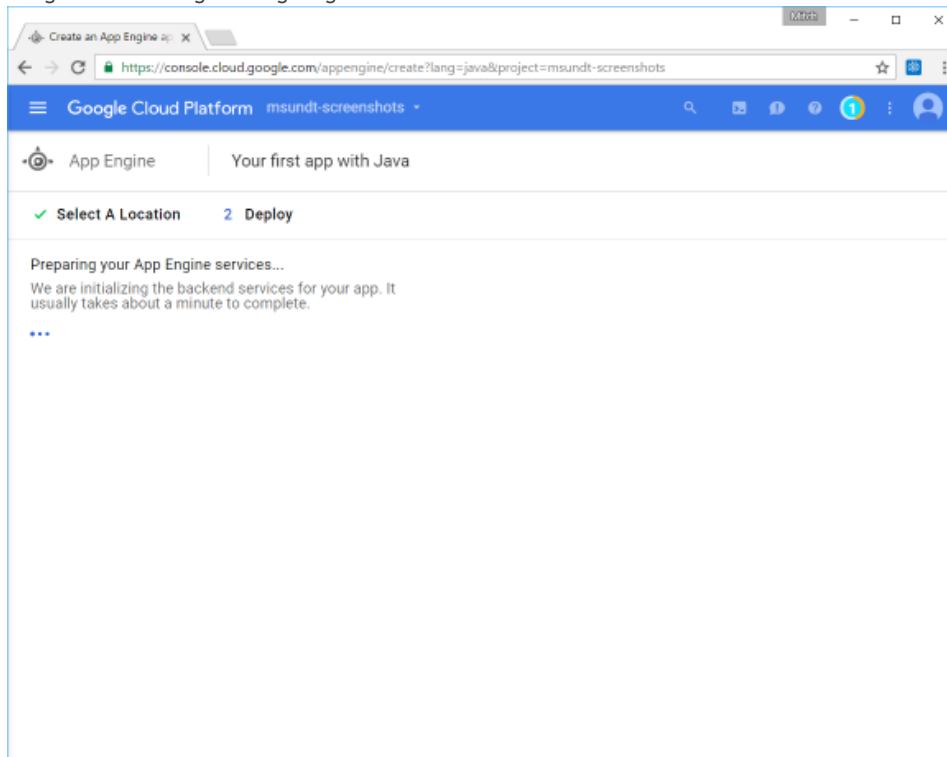 Mitch
Create an App Engine ap
https://console.cloud.google.com/appengine/create?lang=java&project=msundt-screenshots
Google Cloud Platform msundt-screenshots
1
App Engine Your first app with Java
Select A Location 2 Deploy
Preparing your App Engine services...
We are initializing the backend services for your app. It
usually takes about a minute to complete.